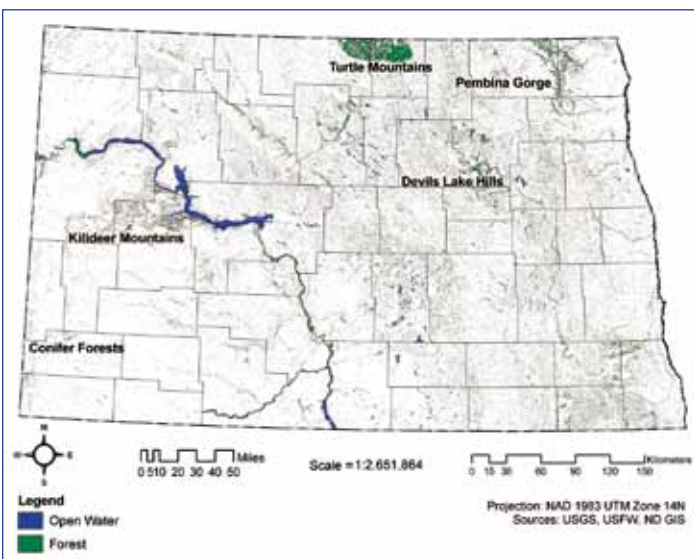 Turtle Mountains
Pembina Gorge
Devils Lake Hills
Killdeer Mountains
Conifer Forests
N
W E
S
0 5 10 20 30 40 50 Miles
Scale = 1:2,651,864
0 15 30 60 90 120 150 Kilometers
Legend
Open Water
Forest
Projection: NAD 1983 UTM Zone 14N
Sources: USGS, USFW, ND GIS